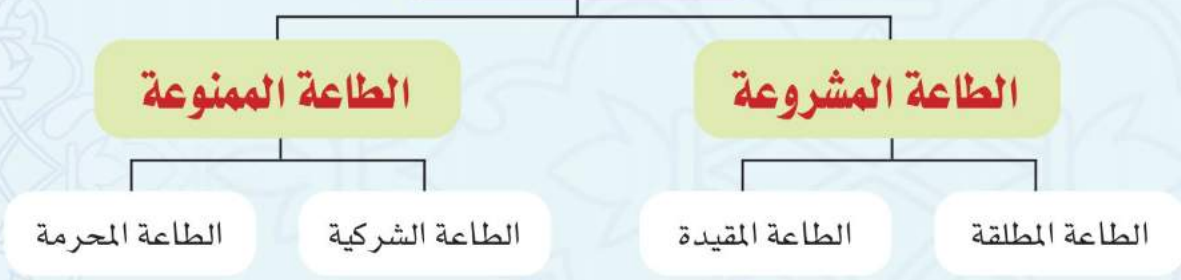 الطاعة المشروعة
الطاعة الممنوعة
الطاعة المطلقة
الطاعة المقيدة
الطاعة الشركية
الطاعة المحرمة